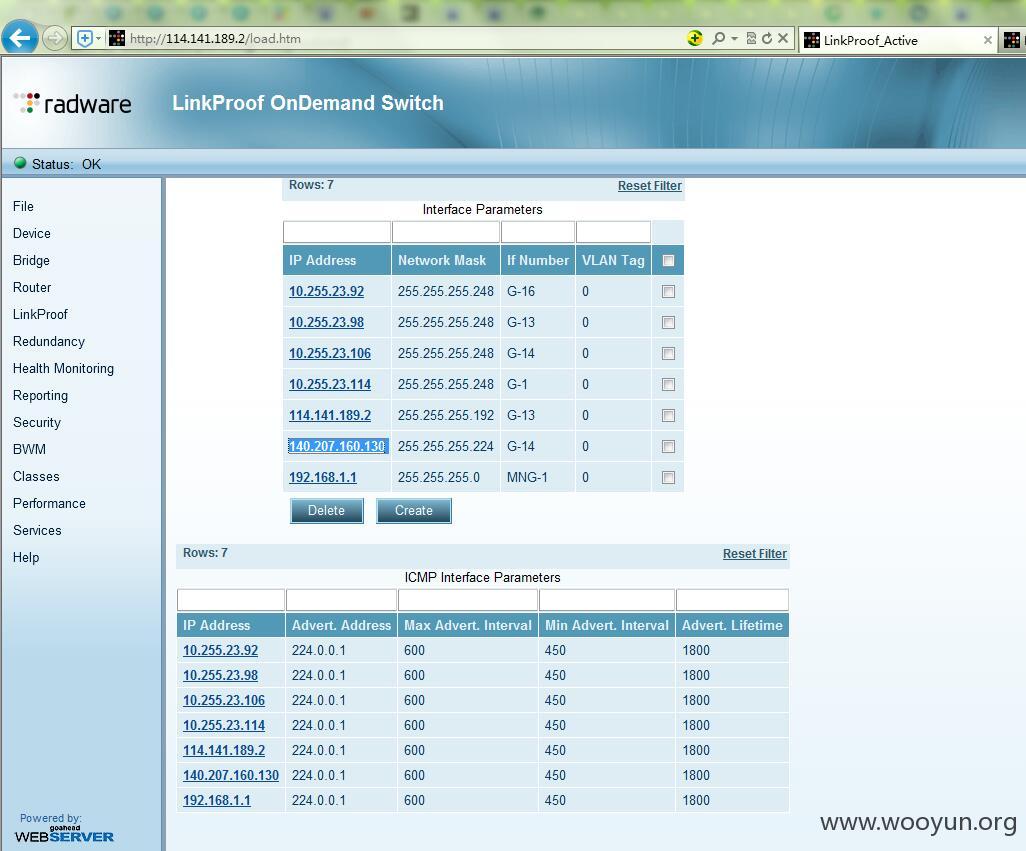 http://114.141.189.2/load.htm
LinkProof_Active
radware
LinkProof OnDemand Switch
Status: OK
File
Device
Bridge
Router
LinkProof
Redundancy
Health Monitoring
Reporting
Security
BWM
Classes
Performance
Services
Help
Rows: 7 Reset Filter
Interface Parameters
IP Address Network Mask If Number VLAN Tag
10.255.23.92 255.255.255.248 G-16 0
10.255.23.98 255.255.255.248 G-13 0
10.255.23.106 255.255.255.248 G-14 0
10.255.23.114 255.255.255.248 G-1 0
114.141.189.2 255.255.255.192 G-13 0
140.207.160.130 255.255.255.224 G-14 0
192.168.1.1 255.255.255.0 MNG-1 0
Delete Create
Rows: 7 Reset Filter
ICMP Interface Parameters
IP Address Advert. Address Max Advert. Interval Min Advert. Interval Advert. Lifetime
10.255.23.92 224.0.0.1 600 450 1800
10.255.23.98 224.0.0.1 600 450 1800
10.255.23.106 224.0.0.1 600 450 1800
10.255.23.114 224.0.0.1 600 450 1800
114.141.189.2 224.0.0.1 600 450 1800
140.207.160.130 224.0.0.1 600 450 1800
192.168.1.1 224.0.0.1 600 450 1800
Powered by:
goahead
WEBSERVER
www.wooyun.org